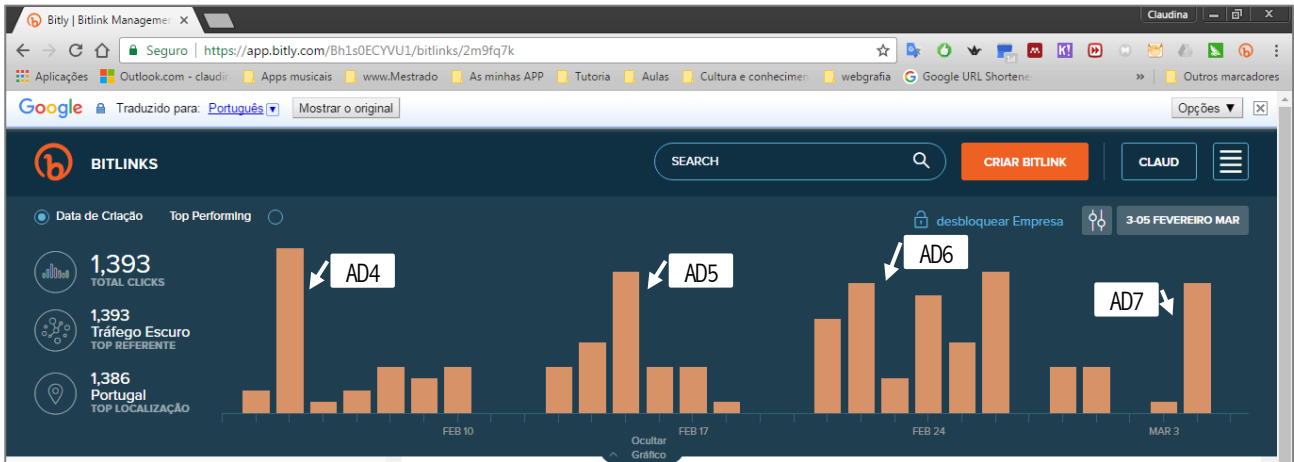 Bitly | Bitlink Managemen
Claudina
Seguro | https://app.bitly.com/Bh1s0ECYVU1/bitlinks/2m9fq7k
Aplicações Outlook.com - claudin Apps musicais www.Mestrado As minhas APP Tutoria Aulas Cultura e conhecimen webgrafia Google URL Shortene » Outros marcadores
Google Traduzido para: Português Mostrar o original Opções
BITLINKS SEARCH CRIAR BITLINK CLAUD
Data de Criação Top Performing desbloquear Empresa 3-05 FEVEREIRO MAR
1,393
TOTAL CLICKS
1,393
Tráfego Escuro
TOP REFERENTE
1,386
Portugal
TOP LOCALIZAÇÃO
AD4 AD5 AD6 AD7
FEB 10 FEB 17 FEB 24 MAR 3
Ocultar
Gráfico